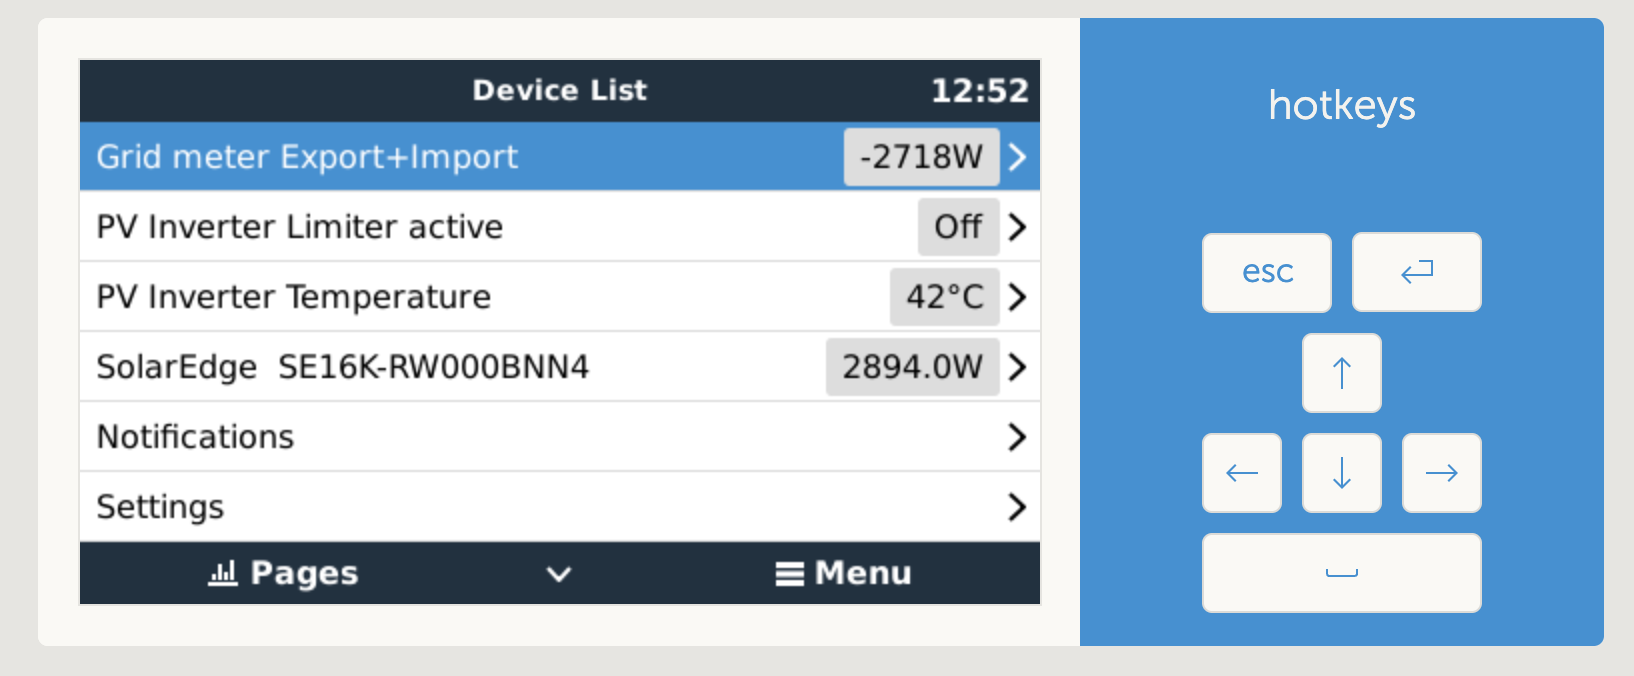 Device List 12:52
Grid meter Export+Import -2718W
PV Inverter Limiter active Off
PV Inverter Temperature 42°C
SolarEdge  SE16K-RW000BNN4 2894.0W
Notifications
Settings
Pages Menu
hotkeys
esc